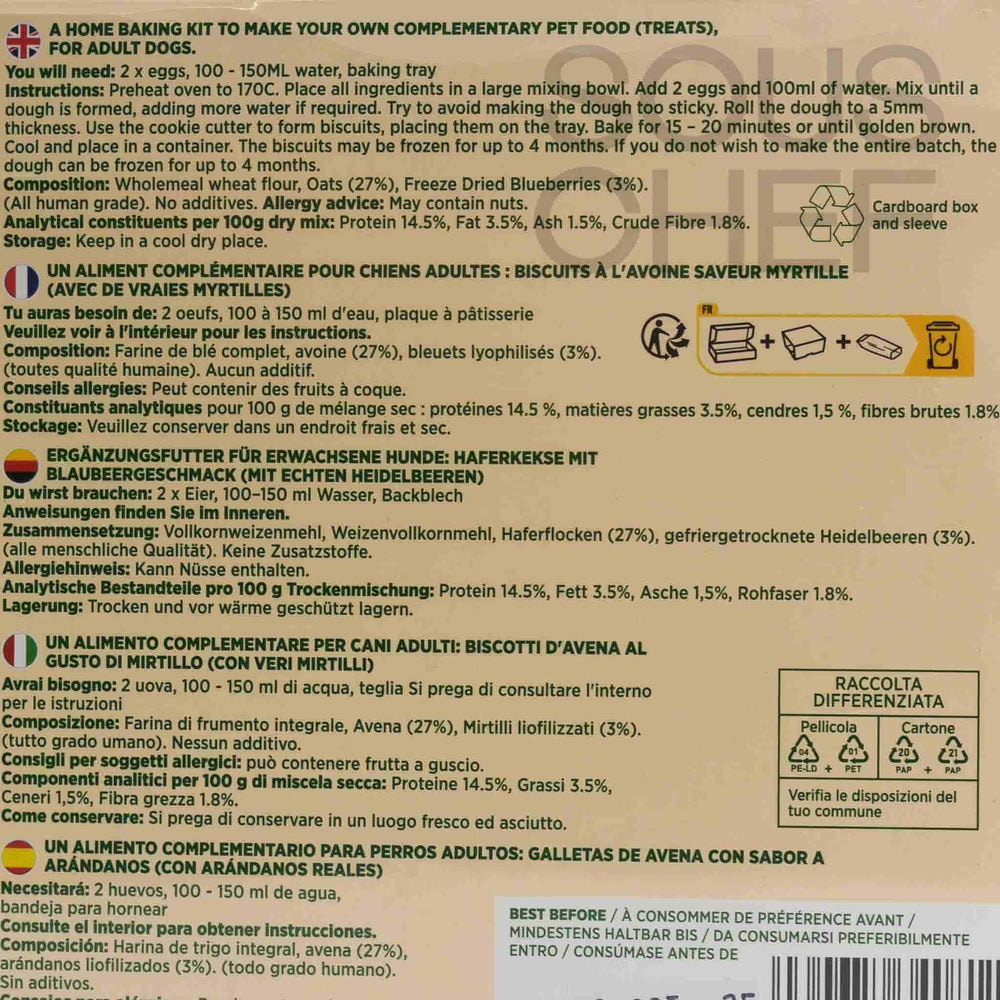 A HOME BAKING KIT TO MAKE YOUR OWN COMPLEMENTARY PET FOOD (TREATS),
FOR ADULT DOGS.
You will need: 2 x eggs, 100 - 150ML water, baking tray
Instructions: Preheat oven to 170C. Place all ingredients in a large mixing bowl. Add 2 eggs and 100ml of water. Mix until a
dough is formed, adding more water if required. Try to avoid making the dough too sticky. Roll the dough to a 5mm
thickness. Use the cookie cutter to form biscuits, placing them on the tray. Bake for 15 – 20 minutes or until golden brown.
Cool and place in a container. The biscuits may be frozen for up to 4 months. If you do not wish to make the entire batch, the
dough can be frozen for up to 4 months.
Composition: Wholemeal wheat flour, Oats (27%), Freeze Dried Blueberries (3%).
(All human grade). No additives. Allergy advice: May contain nuts.
Analytical constituents per 100g dry mix: Protein 14.5%, Fat 3.5%, Ash 1.5%, Crude Fibre 1.8%.
Storage: Keep in a cool dry place.
SOUS
CHEF
Cardboard box
and sleeve
UN ALIMENT COMPLÉMENTAIRE POUR CHIENS ADULTES : BISCUITS À L'AVOINE SAVEUR MYRTILLE
(AVEC DE VRAIES MYRTILLES)
Tu auras besoin de: 2 oeufs, 100 à 150 ml d'eau, plaque à pâtisserie
Veuillez voir à l'intérieur pour les instructions.
Composition: Farine de blé complet, avoine (27%), bleuets lyophilisés (3%).
(toutes qualité humaine). Aucun additif.
Conseils allergies: Peut contenir des fruits à coque.
Constituants analytiques pour 100 g de mélange sec : protéines 14.5 %, matières grasses 3.5%, cendres 1,5 %, fibres brutes 1.8%
Stockage: Veuillez conserver dans un endroit frais et sec.
FR
+ +
ERGÄNZUNGSFUTTER FÜR ERWACHSENE HUNDE: HAFERKEKSE MIT
BLAUBEERGESCHMACK (MIT ECHTEN HEIDELBEEREN)
Du wirst brauchen: 2 x Eier, 100–150 ml Wasser, Backblech
Anweisungen finden Sie im Inneren.
Zusammensetzung: Vollkornweizenmehl, Weizenvollkornmehl, Haferflocken (27%), gefriergetrocknete Heidelbeeren (3%).
(alle menschliche Qualität). Keine Zusatzstoffe.
Allergiehinweis: Kann Nüsse enthalten.
Analytische Bestandteile pro 100 g Trockenmischung: Protein 14.5%, Fett 3.5%, Asche 1,5%, Rohfaser 1.8%.
Lagerung: Trocken und vor wärme geschützt lagern.
UN ALIMENTO COMPLEMENTARE PER CANI ADULTI: BISCOTTI D'AVENA AL
GUSTO DI MIRTILLO (CON VERI MIRTILLI)
Avrai bisogno: 2 uova, 100 - 150 ml di acqua, teglia Si prega di consultare l'interno
per le istruzioni
Composizione: Farina di frumento integrale, Avena (27%), Mirtilli liofilizzati (3%).
(tutto grado umano). Nessun additivo.
Consigli per soggetti allergici: può contenere frutta a guscio.
Componenti analitici per 100 g di miscela secca: Proteine 14.5%, Grassi 3.5%,
Ceneri 1,5%, Fibra grezza 1.8%.
Come conservare: Si prega di conservare in un luogo fresco ed asciutto.
RACCOLTA
DIFFERENZIATA
Pellicola Cartone
04 01 20 21
PE-LD + PET PAP + PAP
Verifia le disposizioni del
tuo commune
UN ALIMENTO COMPLEMENTARIO PARA PERROS ADULTOS: GALLETAS DE AVENA CON SABOR A
ARÁNDANOS (CON ARÁNDANOS REALES)
Necesitará: 2 huevos, 100 - 150 ml de agua,
bandeja para hornear
Consulte el interior para obtener instrucciones.
Composición: Harina de trigo integral, avena (27%),
arándanos liofilizados (3%). (todo grado humano).
Sin aditivos.
BEST BEFORE / À CONSOMMER DE PRÉFÉRENCE AVANT /
MINDESTENS HALTBAR BIS / DA CONSUMARSI PREFERIBILMENTE
ENTRO / CONSÚMASE ANTES DE